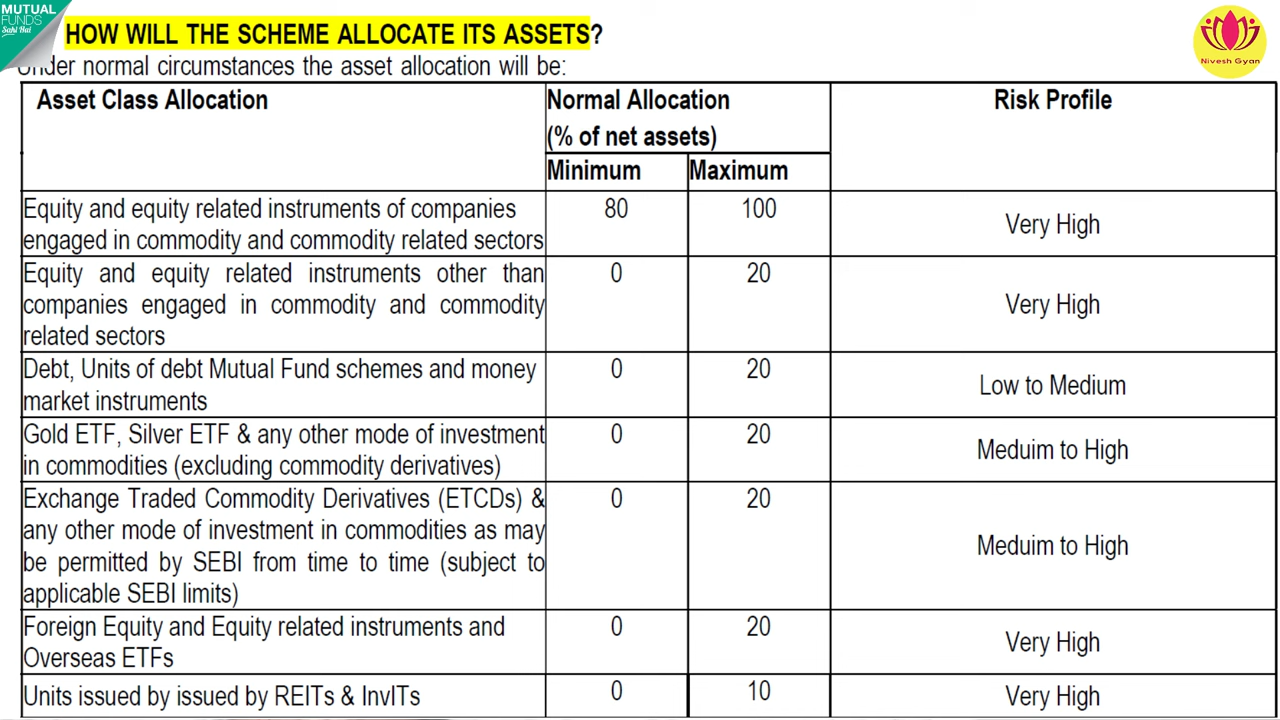 MUTUAL
FUNDS
Sahi Hai
HOW WILL THE SCHEME ALLOCATE ITS ASSETS?
Under normal circumstances the asset allocation will be:
Nivesh Gyan
Asset Class Allocation
Normal Allocation
(% of net assets)
Risk Profile
Minimum
Maximum
Equity and equity related instruments of companies
engaged in commodity and commodity related sectors
80
100
Very High
Equity and equity related instruments other than
companies engaged in commodity and commodity
related sectors
0
20
Very High
Debt, Units of debt Mutual Fund schemes and money
market instruments
0
20
Low to Medium
Gold ETF, Silver ETF & any other mode of investment
in commodities (excluding commodity derivatives)
0
20
Meduim to High
Exchange Traded Commodity Derivatives (ETCDs) &
any other mode of investment in commodities as may
be permitted by SEBI from time to time (subject to
applicable SEBI limits)
0
20
Meduim to High
Foreign Equity and Equity related instruments and
Overseas ETFs
0
20
Very High
Units issued by issued by REITs & InvITs
0
10
Very High